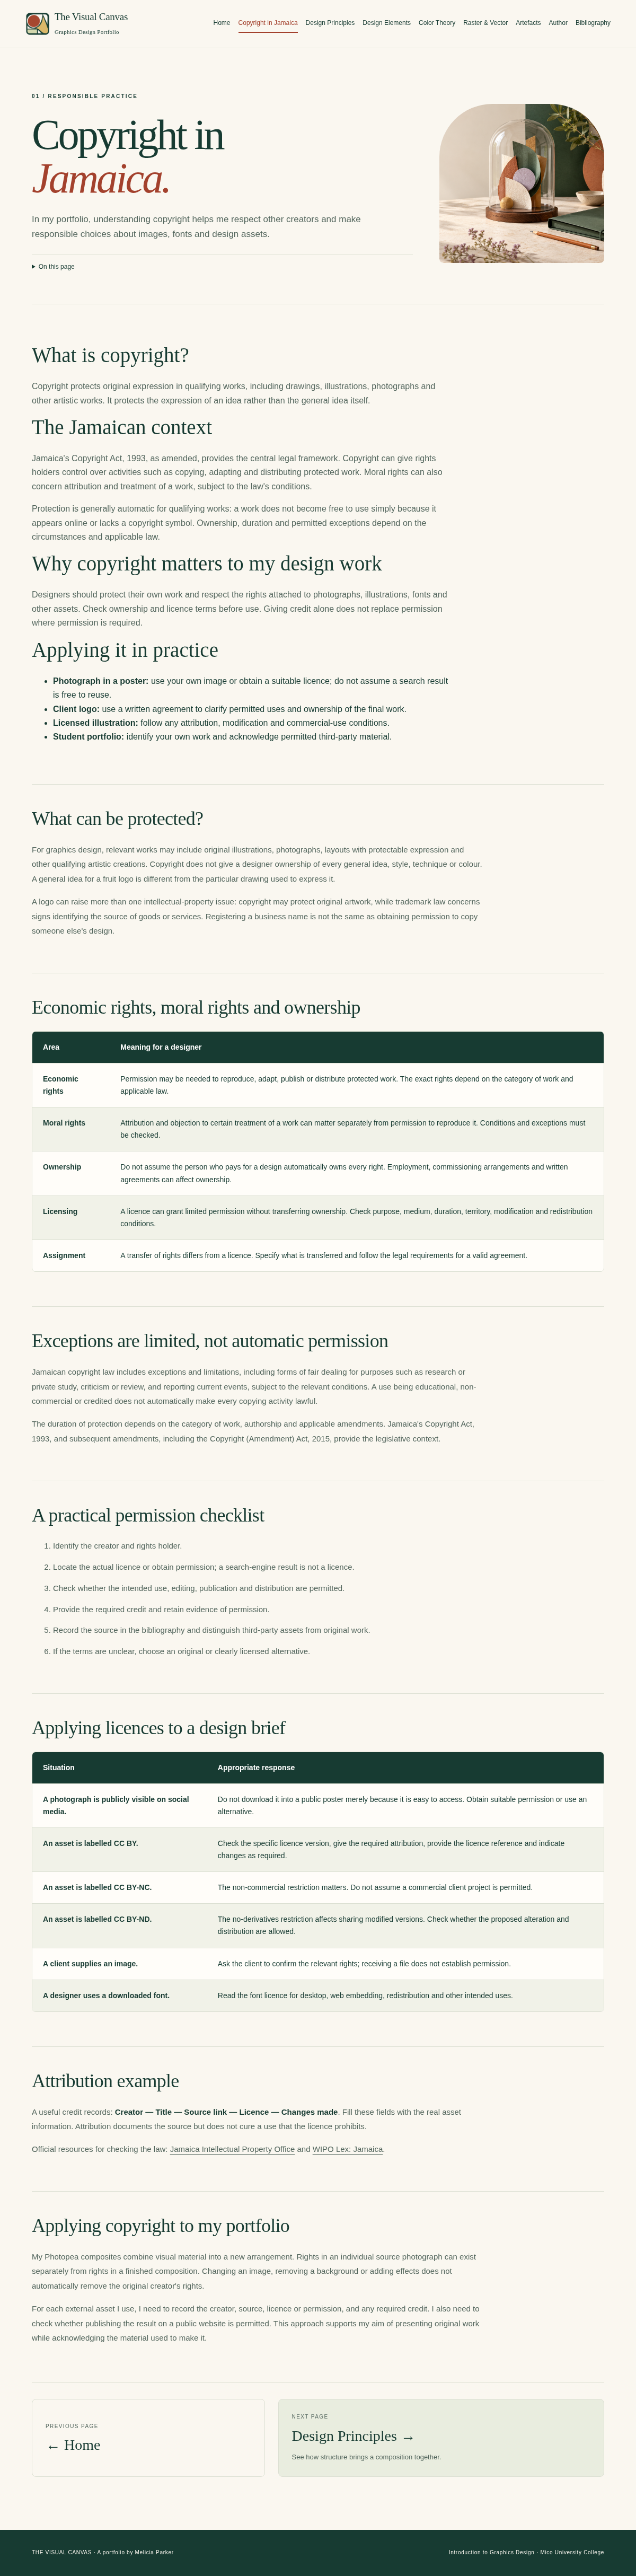 The Visual Canvas
Graphics Design Portfolio
Home
Copyright in Jamaica
Design Principles
Design Elements
Color Theory
Raster & Vector
Artefacts
Author
Bibliography
01 / RESPONSIBLE PRACTICE
Copyright in
Jamaica.
In my portfolio, understanding copyright helps me respect other creators and make
responsible choices about images, fonts and design assets.
On this page
What is copyright?
Copyright protects original expression in qualifying works, including drawings, illustrations, photographs and
other artistic works. It protects the expression of an idea rather than the general idea itself.
The Jamaican context
Jamaica's Copyright Act, 1993, as amended, provides the central legal framework. Copyright can give rights
holders control over activities such as copying, adapting and distributing protected work. Moral rights can also
concern attribution and treatment of a work, subject to the law's conditions.
Protection is generally automatic for qualifying works: a work does not become free to use simply because it
appears online or lacks a copyright symbol. Ownership, duration and permitted exceptions depend on the
circumstances and applicable law.
Why copyright matters to my design work
Designers should protect their own work and respect the rights attached to photographs, illustrations, fonts and
other assets. Check ownership and licence terms before use. Giving credit alone does not replace permission
where permission is required.
Applying it in practice
• Photograph in a poster: use your own image or obtain a suitable licence; do not assume a search result
is free to reuse.
• Client logo: use a written agreement to clarify permitted uses and ownership of the final work.
• Licensed illustration: follow any attribution, modification and commercial-use conditions.
• Student portfolio: identify your own work and acknowledge permitted third-party material.
What can be protected?
For graphics design, relevant works may include original illustrations, photographs, layouts with protectable expression and
other qualifying artistic creations. Copyright does not give a designer ownership of every general idea, style, technique or colour.
A general idea for a fruit logo is different from the particular drawing used to express it.
A logo can raise more than one intellectual-property issue: copyright may protect original artwork, while trademark law concerns
signs identifying the source of goods or services. Registering a business name is not the same as obtaining permission to copy
someone else's design.
Economic rights, moral rights and ownership
Area
Meaning for a designer
Economic
rights
Permission may be needed to reproduce, adapt, publish or distribute protected work. The exact rights depend on the category of work and
applicable law.
Moral rights
Attribution and objection to certain treatment of a work can matter separately from permission to reproduce it. Conditions and exceptions must
be checked.
Ownership
Do not assume the person who pays for a design automatically owns every right. Employment, commissioning arrangements and written
agreements can affect ownership.
Licensing
A licence can grant limited permission without transferring ownership. Check purpose, medium, duration, territory, modification and redistribution
conditions.
Assignment
A transfer of rights differs from a licence. Specify what is transferred and follow the legal requirements for a valid agreement.
Exceptions are limited, not automatic permission
Jamaican copyright law includes exceptions and limitations, including forms of fair dealing for purposes such as research or
private study, criticism or review, and reporting current events, subject to the relevant conditions. A use being educational, non-
commercial or credited does not automatically make every copying activity lawful.
The duration of protection depends on the category of work, authorship and applicable amendments. Jamaica's Copyright Act,
1993, and subsequent amendments, including the Copyright (Amendment) Act, 2015, provide the legislative context.
A practical permission checklist
1. Identify the creator and rights holder.
2. Locate the actual licence or obtain permission; a search-engine result is not a licence.
3. Check whether the intended use, editing, publication and distribution are permitted.
4. Provide the required credit and retain evidence of permission.
5. Record the source in the bibliography and distinguish third-party assets from original work.
6. If the terms are unclear, choose an original or clearly licensed alternative.
Applying licences to a design brief
Situation
Appropriate response
A photograph is publicly visible on social
media.
Do not download it into a public poster merely because it is easy to access. Obtain suitable permission or use an
alternative.
An asset is labelled CC BY.
Check the specific licence version, give the required attribution, provide the licence reference and indicate
changes as required.
An asset is labelled CC BY-NC.
The non-commercial restriction matters. Do not assume a commercial client project is permitted.
An asset is labelled CC BY-ND.
The no-derivatives restriction affects sharing modified versions. Check whether the proposed alteration and
distribution are allowed.
A client supplies an image.
Ask the client to confirm the relevant rights; receiving a file does not establish permission.
A designer uses a downloaded font.
Read the font licence for desktop, web embedding, redistribution and other intended uses.
Attribution example
A useful credit records: Creator — Title — Source link — Licence — Changes made. Fill these fields with the real asset
information. Attribution documents the source but does not cure a use that the licence prohibits.
Official resources for checking the law: Jamaica Intellectual Property Office and WIPO Lex: Jamaica.
Applying copyright to my portfolio
My Photopea composites combine visual material into a new arrangement. Rights in an individual source photograph can exist
separately from rights in a finished composition. Changing an image, removing a background or adding effects does not
automatically remove the original creator's rights.
For each external asset I use, I need to record the creator, source, licence or permission, and any required credit. I also need to
check whether publishing the result on a public website is permitted. This approach supports my aim of presenting original work
while acknowledging the material used to make it.
PREVIOUS PAGE
← Home
NEXT PAGE
Design Principles →
See how structure brings a composition together.
THE VISUAL CANVAS · A portfolio by Melicia Parker
Introduction to Graphics Design · Mico University College